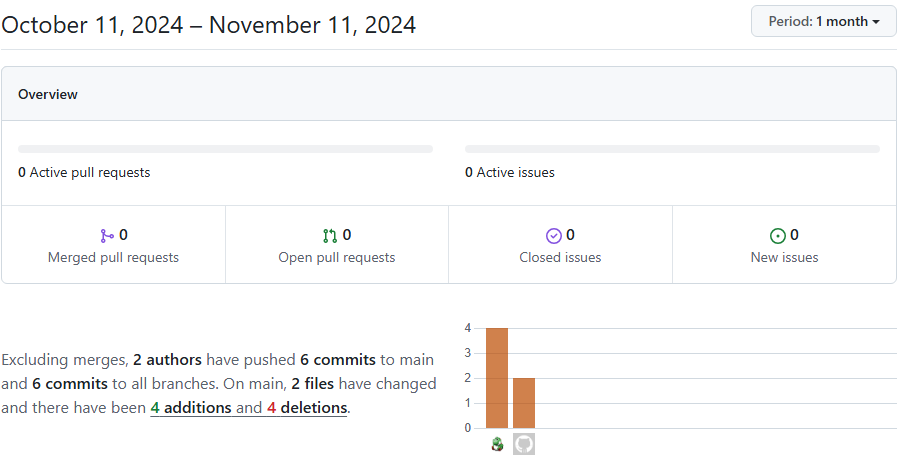 October 11, 2024 – November 11, 2024
Period: 1 month
Overview
0 Active pull requests
0 Active issues
0
Merged pull requests
0
Open pull requests
0
Closed issues
0
New issues
Excluding merges, 2 authors have pushed 6 commits to main
and 6 commits to all branches. On main, 2 files have changed
and there have been 4 additions and 4 deletions.
4
3
2
1
0